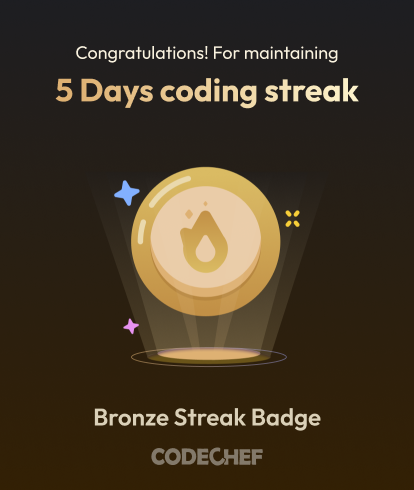 Congratulations! For maintaining
5 Days coding streak
Bronze Streak Badge
CODECHEF